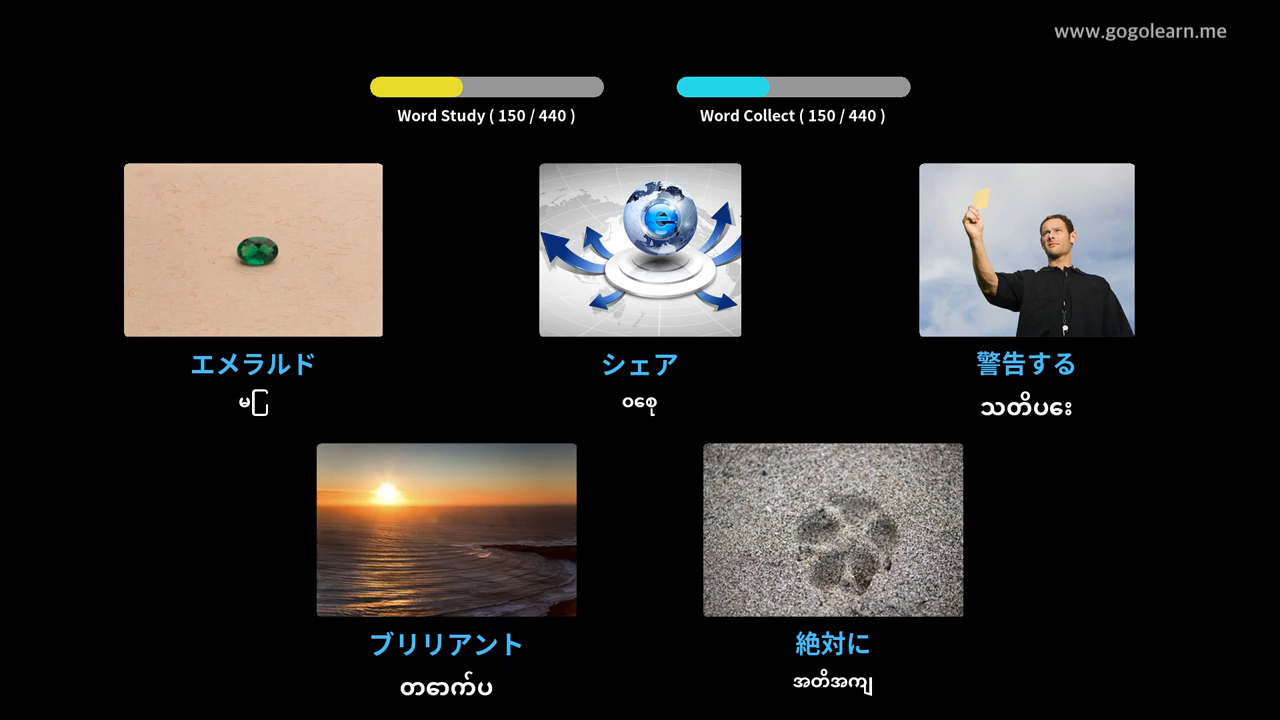 www.gogolearn.me
Word Study ( 150 / 440 )
Word Collect ( 150 / 440 )
エメラルド
မြ
シェア
ဝေစု
警告する
သတိပေး
ブリリアント
တောက်ပ
絶対に
အတိအကျ